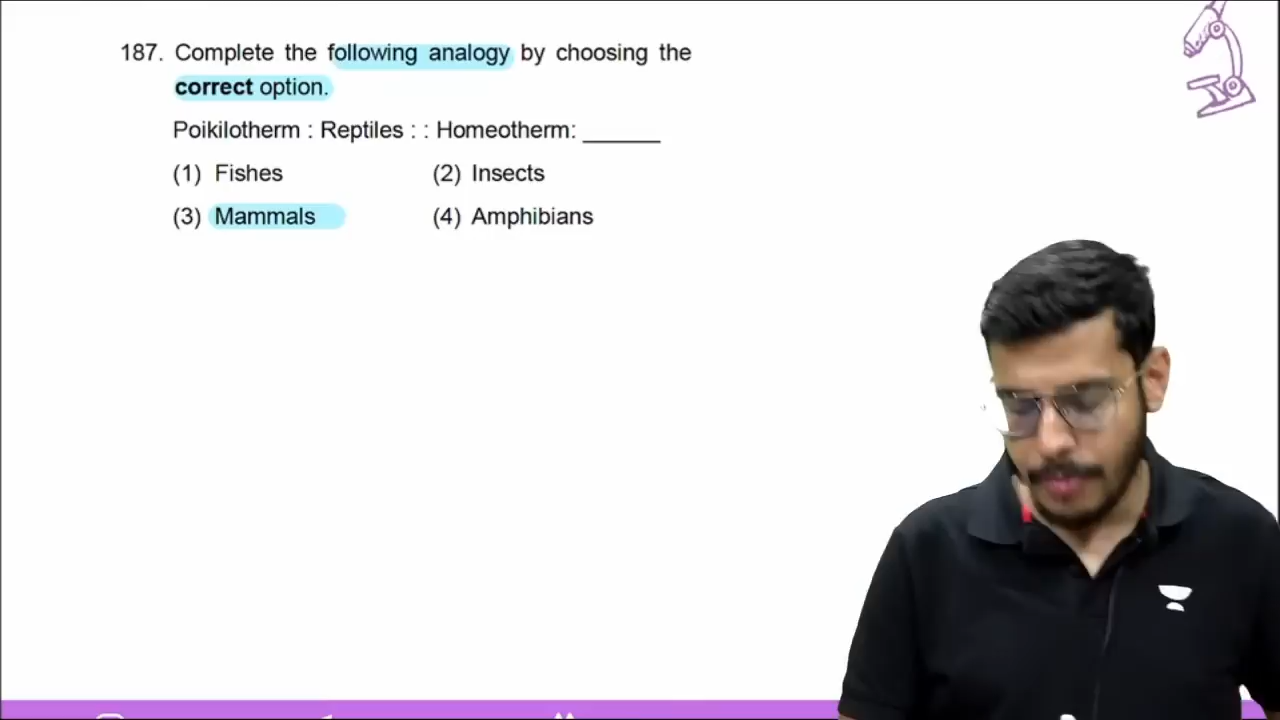 187. Complete the following analogy by choosing the
correct option.
Poikilotherm : Reptiles : : Homeotherm: ______
(1) Fishes (2) Insects
(3) Mammals (4) Amphibians